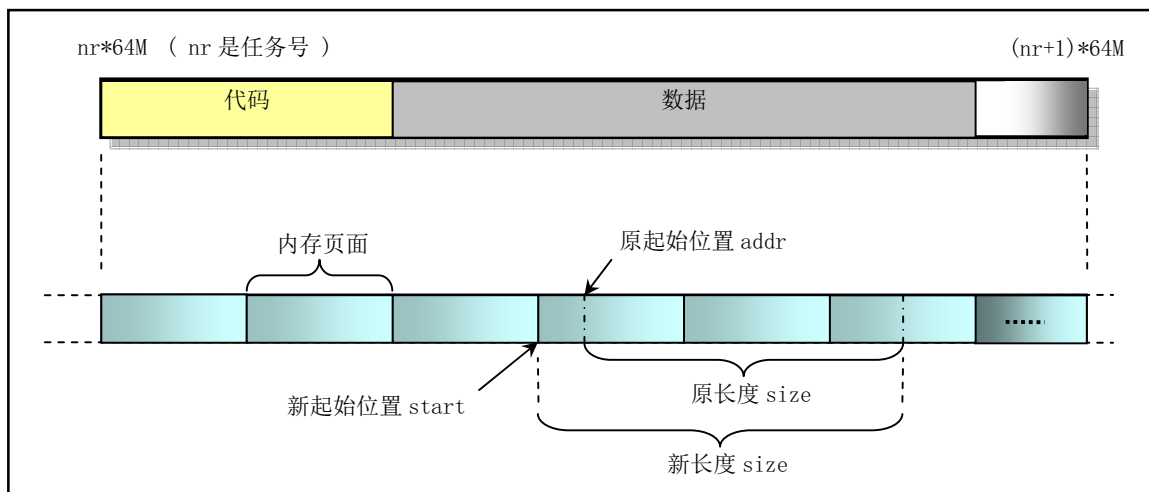 nr*64M （ nr 是任务号 ）
(nr+1)*64M
代码
数据
内存页面
原起始位置 addr
......
新起始位置 start
原长度 size
新长度 size